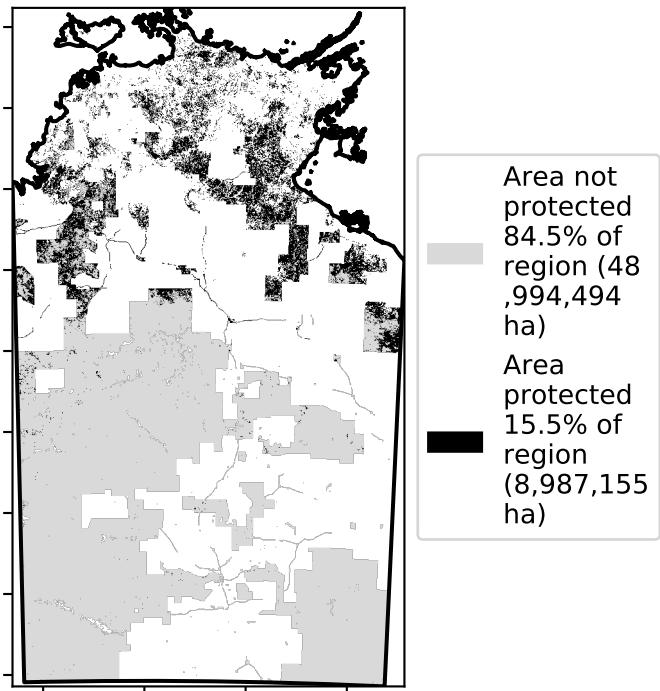 Area not
protected
84.5% of
region (48
,994,494
ha)
Area
protected
15.5% of
region
(8,987,155
ha)